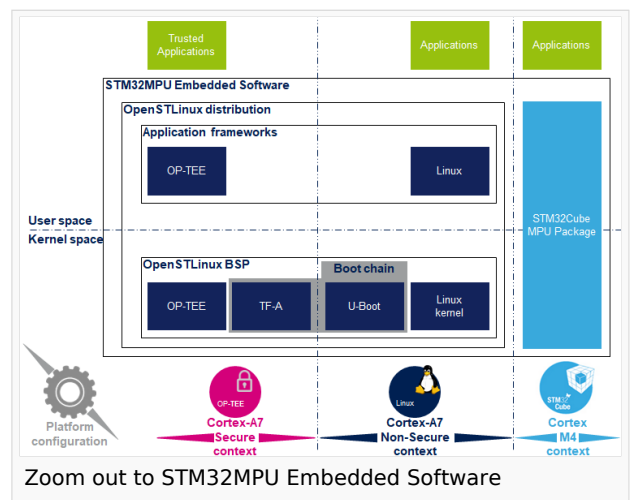 Trusted
Applications
Applications
Applications
STM32MPU Embedded Software
OpenSTLinux distribution
Application frameworks
OP-TEE
Linux
User space
Kernel space
STM32Cube
MPU Package
OpenSTLinux BSP
Boot chain
OP-TEE
TF-A
U-Boot
Linux
kernel
OP-TEE
Linux
STM32
Cube
Platform
configuration
Cortex-A7
Secure
context
Cortex-A7
Non-Secure
context
Cortex
M4
context
Zoom out to STM32MPU Embedded Software